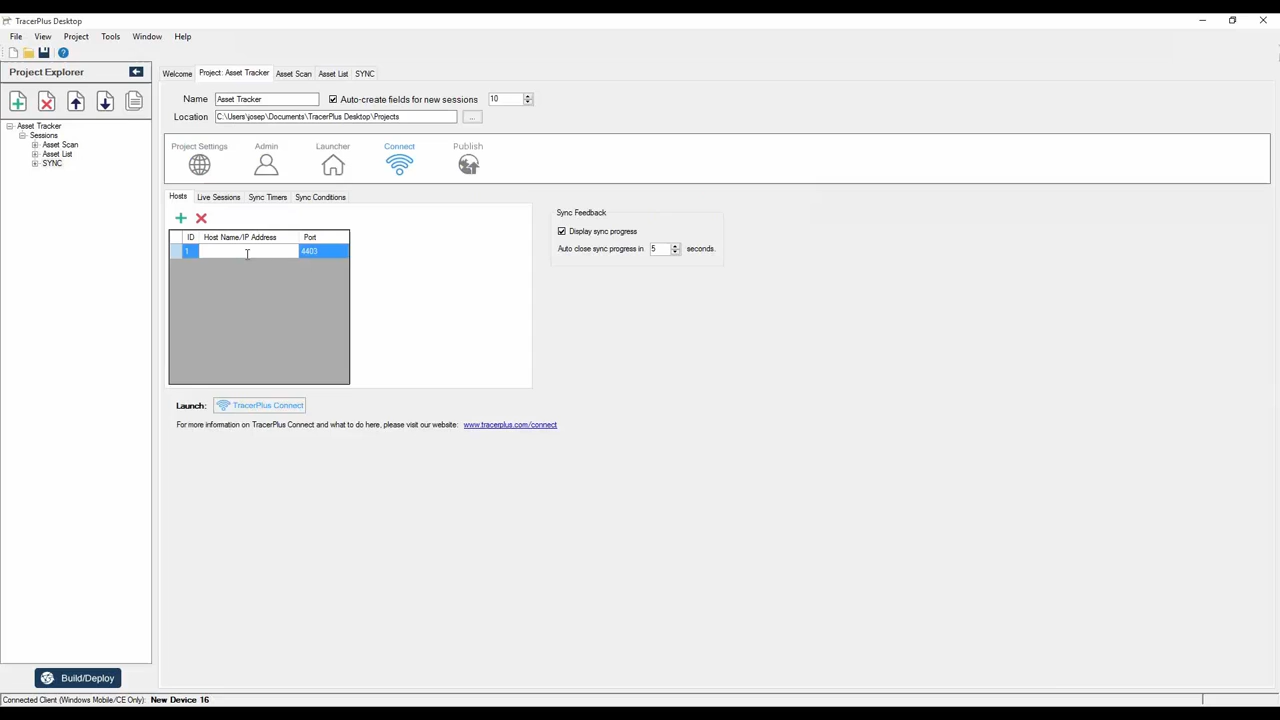 TracerPlus Desktop
File View Project Tools Window Help
Project Explorer
Asset Tracker
Sessions
Asset Scan
Asset List
SYNC
Welcome Project: Asset Tracker Asset Scan Asset List SYNC
Name Asset Tracker Auto-create fields for new sessions 10
Location C:\Users\josep\Documents\TracerPlus Desktop\Projects ...
Project Settings Admin Launcher Connect Publish
Hosts Live Sessions Sync Timers Sync Conditions
ID Host Name/IP Address Port
1 4403
Sync Feedback
Display sync progress
Auto close sync progress in 5 seconds.
Launch: TracerPlus Connect
For more information on TracerPlus Connect and what to do here, please visit our website: www.tracerplus.com/connect
Build/Deploy
Connected Client (Windows Mobile/CE Only): New Device 16